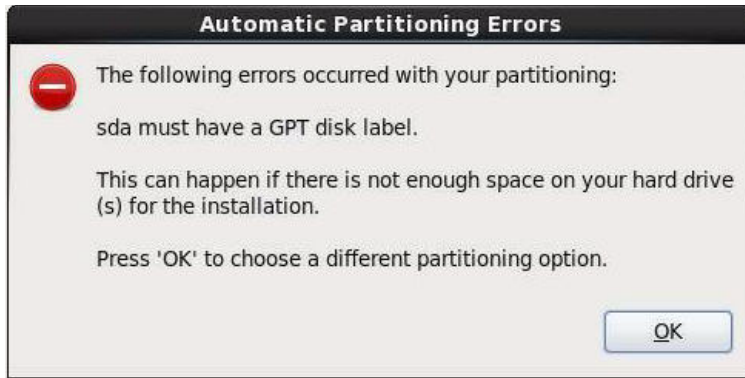 Automatic Partitioning Errors
The following errors occurred with your partitioning:
sda must have a GPT disk label.
This can happen if there is not enough space on your hard drive
(s) for the installation.
Press 'OK' to choose a different partitioning option.
OK